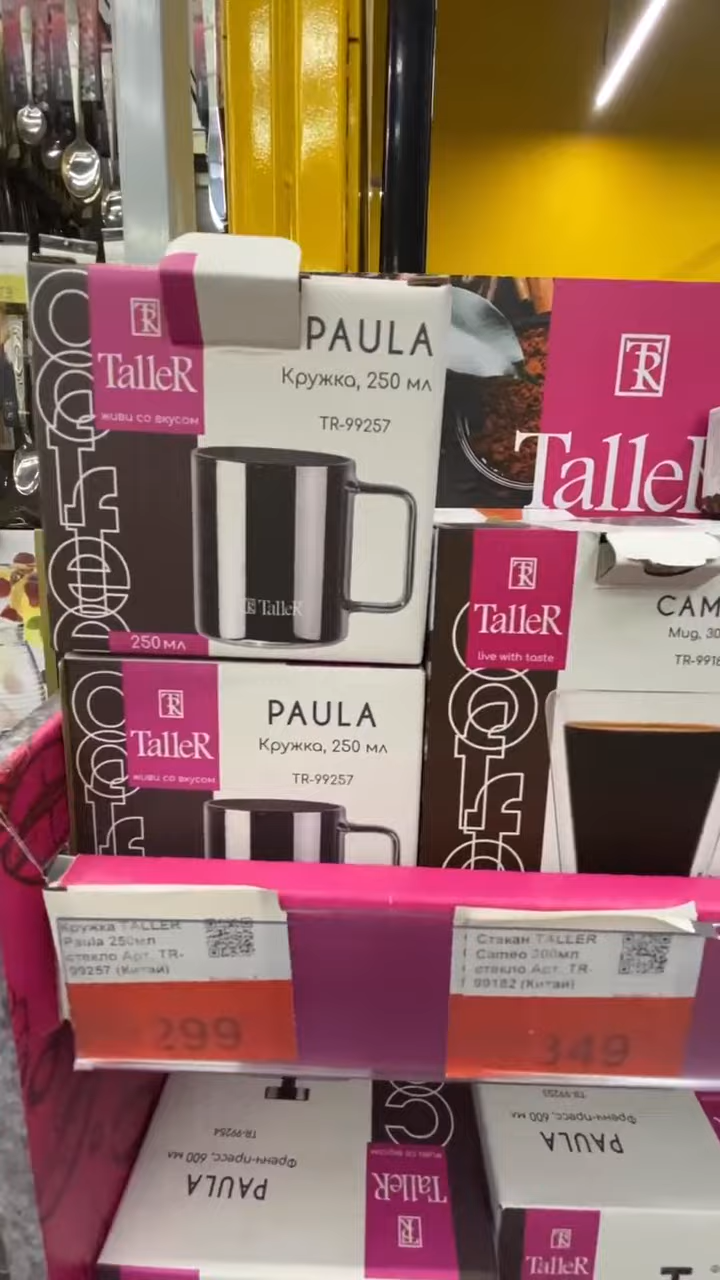 TalleR
живи со вкусом
PAULA
Кружка, 250 мл
TR-99257
TalleR
250 мл
TalleR
TalleR
живи со вкусом
PAULA
Кружка, 250 мл
TR-99257
TalleR
live with taste
Mug,
Кружка TALLER
Paula 250мл
стекло Арт. TR-
99257 (Китай)
299
Стакан TALLER
Cameo 300мл
стекло Арт. TR-
99182 (Китай)
349
TR-99254
Френч-пресс, 600 мл
PAULA
TalleR
Френч-пресс, 600 мл
PAULA
TalleR